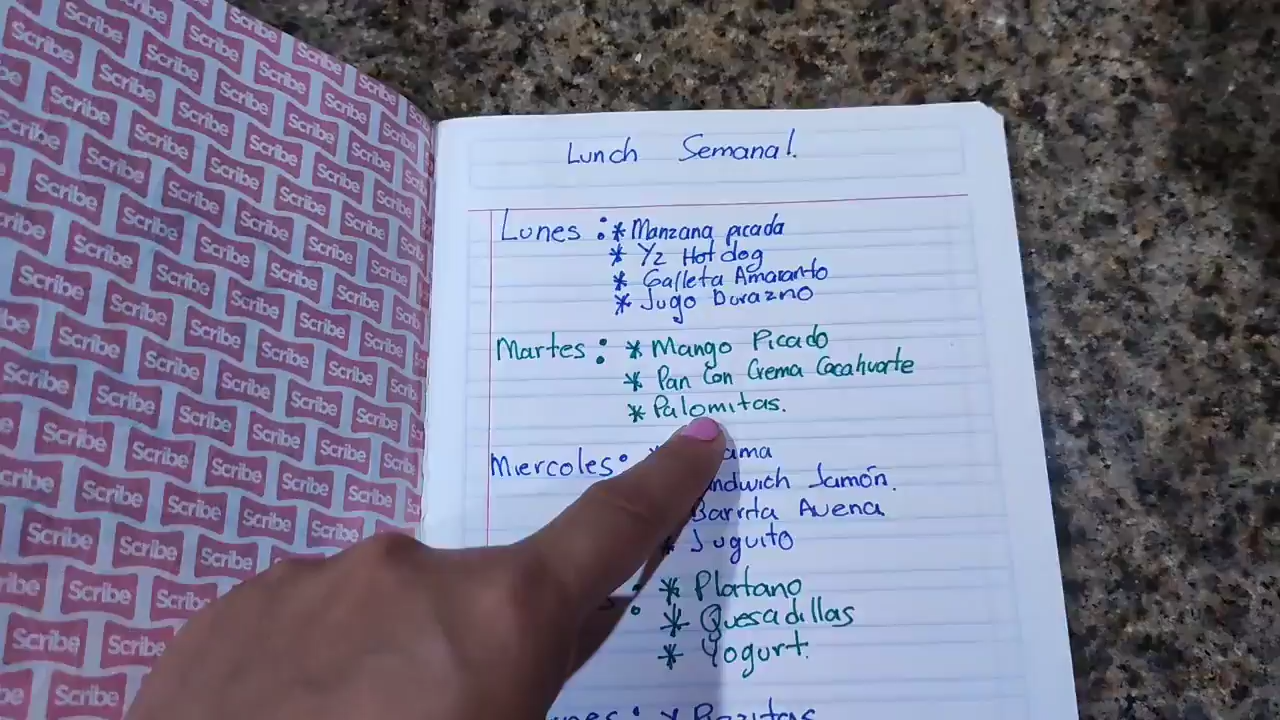 Scribe
Lunch Semanal.
Lunes : * Manzana picada
* 1/2 Hot dog
* Galleta Amaranto
* Jugo Durazno
Martes : * Mango Picado
* Pan Con Crema Cacahuate
* Palomitas.
Miercoles :
Jamón.
Barrita Avena
* Juguito
* Platano
* Quesadillas
* Yogurt.